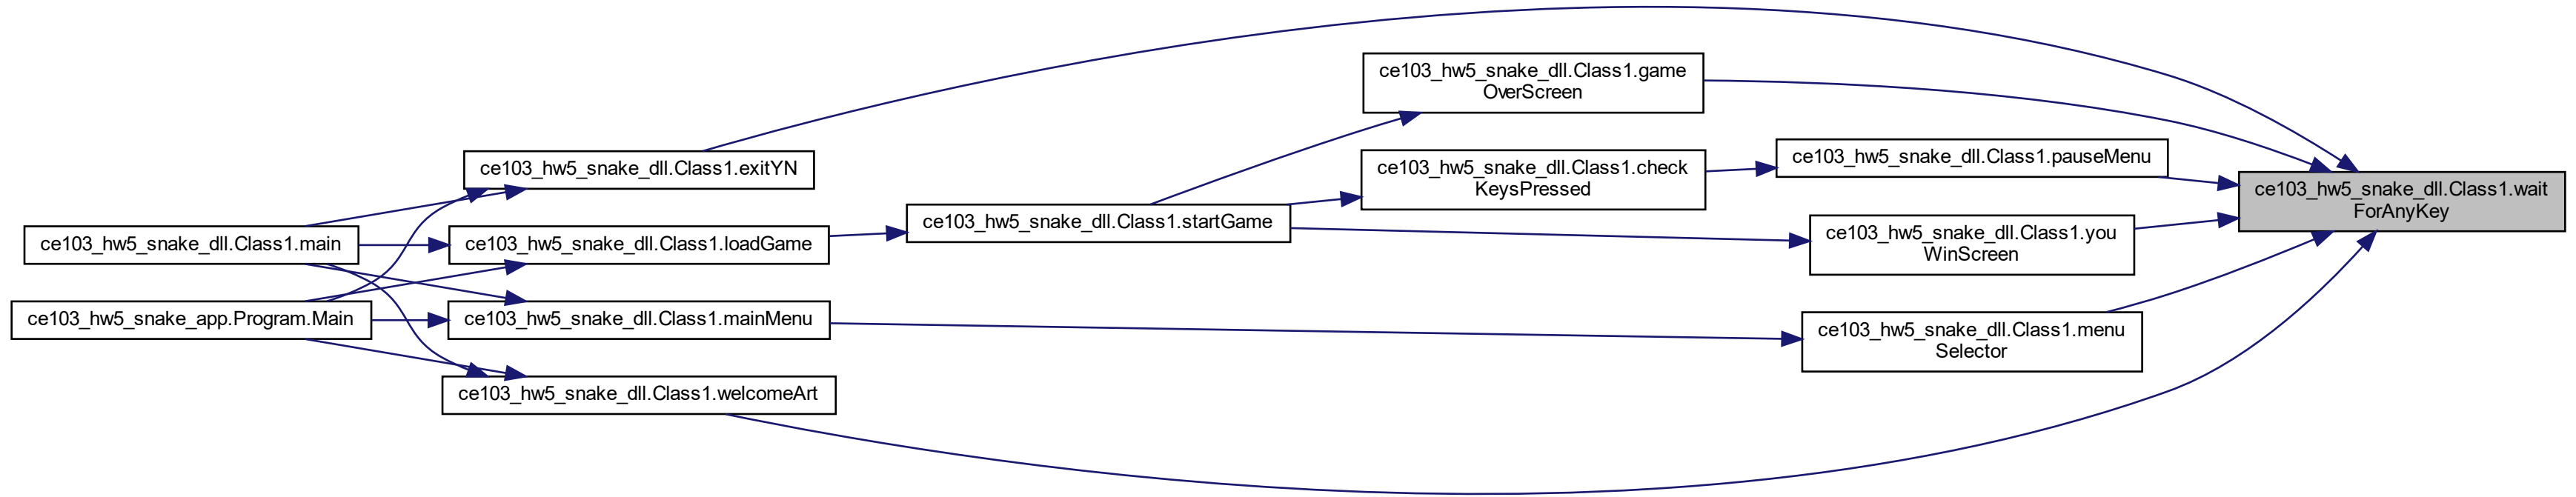 ce103_hw5_snake_dll.Class1.game
OverScreen
ce103_hw5_snake_dll.Class1.exitYN
ce103_hw5_snake_dll.Class1.check
KeysPressed
ce103_hw5_snake_dll.Class1.pauseMenu
ce103_hw5_snake_dll.Class1.wait
ForAnyKey
ce103_hw5_snake_dll.Class1.main
ce103_hw5_snake_dll.Class1.loadGame
ce103_hw5_snake_dll.Class1.startGame
ce103_hw5_snake_dll.Class1.you
WinScreen
ce103_hw5_snake_app.Program.Main
ce103_hw5_snake_dll.Class1.mainMenu
ce103_hw5_snake_dll.Class1.menu
Selector
ce103_hw5_snake_dll.Class1.welcomeArt